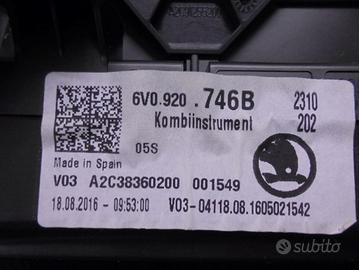 6V0.920 .746B 2310
Kombiinstrument 202
05S
Made in Spain
V03 A2C38360200 001549
18.08.2016 - 09:53:00 V03-04118.08.1605021542
subito